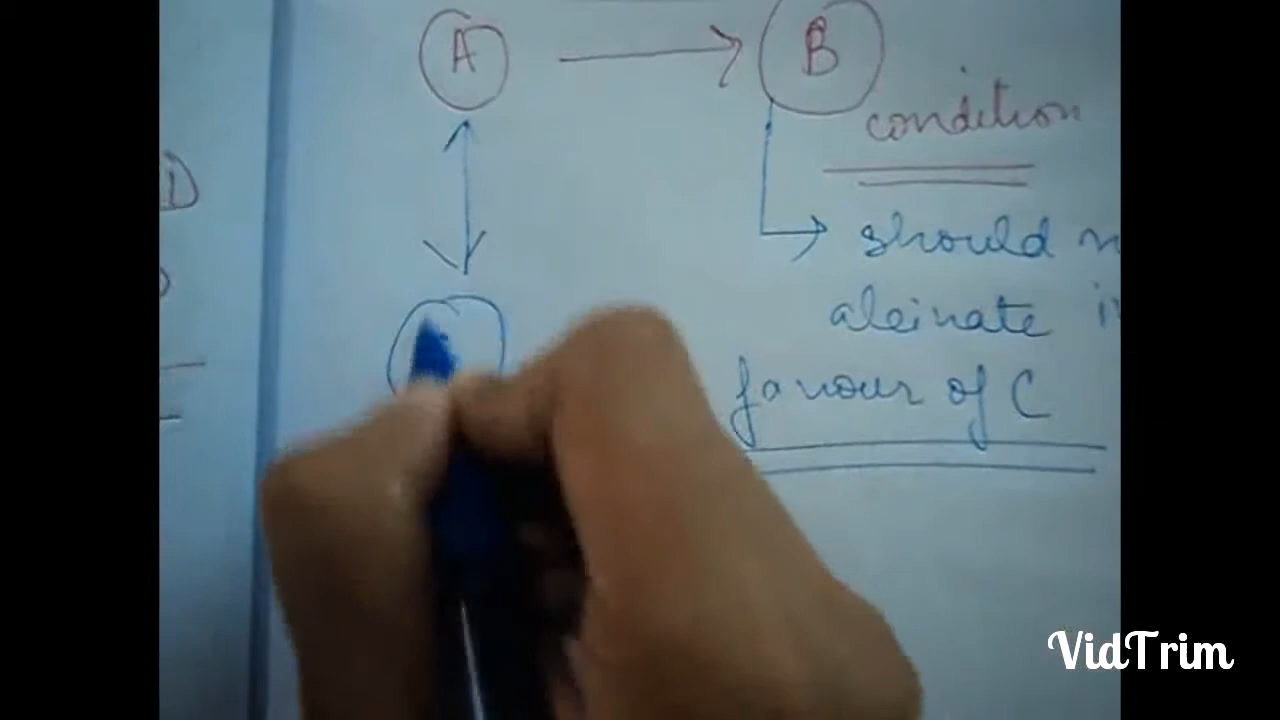 A
B
condition
D
should
aleinate
favour of C
VidTrim